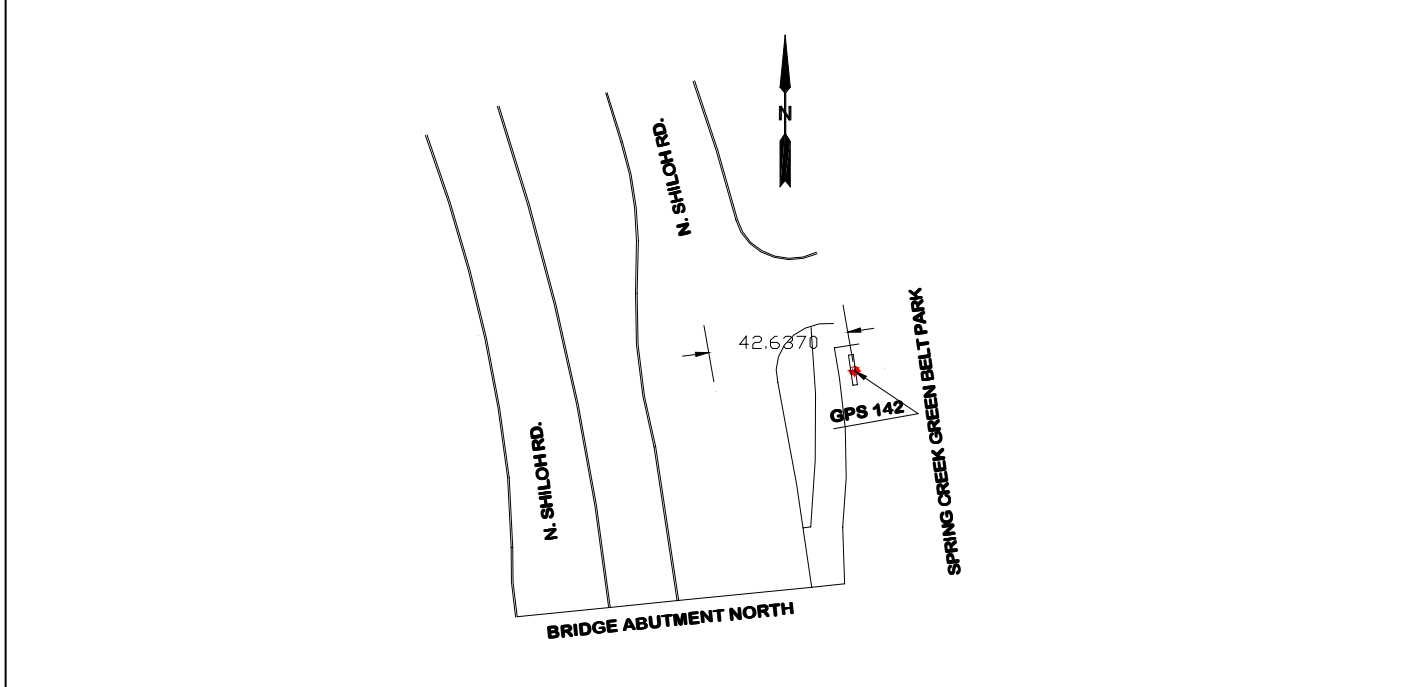 N
N. SHILOH RD.
42.6370
GPS 142
SPRING CREEK GREEN BELT PARK
N. SHILOH RD.
BRIDGE ABUTMENT NORTH